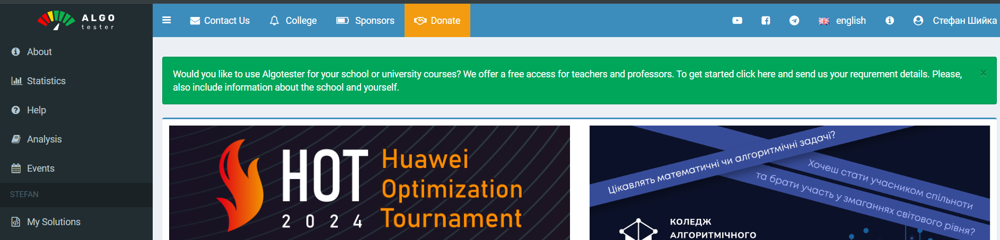 ALGO
tester
Contact Us
College
Sponsors
Donate
english
Стефан Шийка
About
Statistics
Help
Analysis
Events
STEFAN
My Solutions
Would you like to use Algotester for your school or university courses? We offer a free access for teachers and professors. To get started click here and send us your requrement details. Please,
also include information about the school and yourself.
HOT
2024
Huawei
Optimization
Tournament
Цікавлять математичні чи алгоритмічні задачі?
Хочеш стати учасником спільноти
та брати участь у змаганнях світового рівня?
КОЛЕДЖ
АЛГОРИТМІЧНОГО